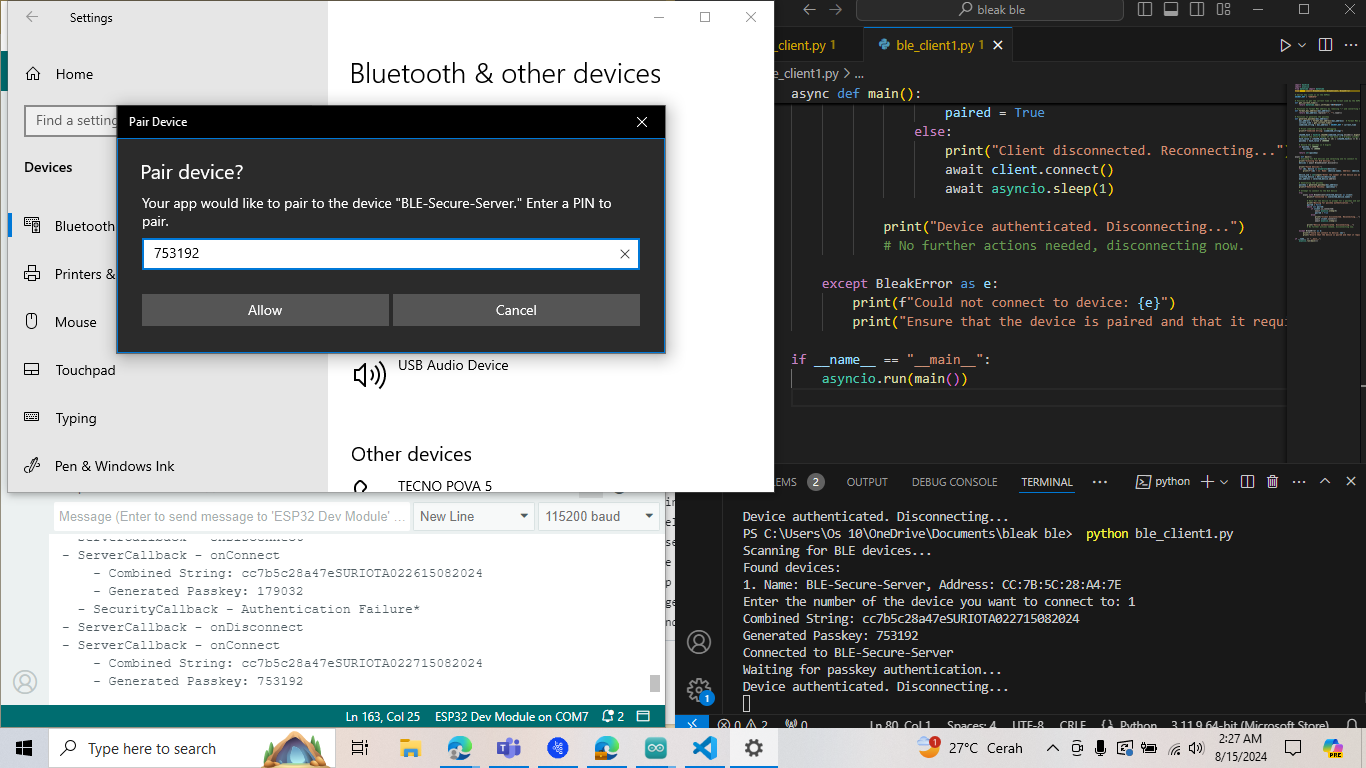 Settings
Home
Find a setting
Devices
Bluetooth
Printers &
Mouse
Touchpad
Typing
Pen & Windows Ink
Bluetooth & other devices
Pair Device
Pair device?
Your app would like to pair to the device "BLE-Secure-Server." Enter a PIN to
pair.
753192
Allow
Cancel
USB Audio Device
Other devices
TECNO POVA 5
bleak ble
_client.py 1
ble_client1.py 1
e_client1.py > ...
async def main():
paired = True
else:
print("Client disconnected. Reconnecting..."
await client.connect()
await asyncio.sleep(1)
print("Device authenticated. Disconnecting...")
# No further actions needed, disconnecting now.
except BleakError as e:
print(f"Could not connect to device: {e}")
print("Ensure that the device is paired and that it requi
if __name__ == "__main__":
asyncio.run(main())
EMS 2
OUTPUT
DEBUG CONSOLE
TERMINAL
python
Device authenticated. Disconnecting...
PS C:\Users\Os 10\OneDrive\Documents\bleak ble> python ble_client1.py
Scanning for BLE devices...
Found devices:
1. Name: BLE-Secure-Server, Address: CC:7B:5C:28:A4:7E
Enter the number of the device you want to connect to: 1
Combined String: cc7b5c28a47eSURIOTA022715082024
Generated Passkey: 753192
Connected to BLE-Secure-Server
Waiting for passkey authentication...
Device authenticated. Disconnecting...
Message (Enter to send message to 'ESP32 Dev Module' ...
New Line
115200 baud
- ServerCallback - onDisconnect
- ServerCallback - onConnect
- Combined String: cc7b5c28a47eSURIOTA022615082024
- Generated Passkey: 179032
- SecurityCallback - Authentication Failure*
- ServerCallback - onDisconnect
- ServerCallback - onConnect
- Combined String: cc7b5c28a47eSURIOTA022715082024
- Generated Passkey: 753192
Ln 163, Col 25
ESP32 Dev Module on COM7
2
1
0 2
0
Ln 80, Col 1
Spaces: 4
UTF-8
CRLF
Python
3.11.9 64-bit (Microsoft Store)
Type here to search
1
27°C Cerah
2:27 AM
8/15/2024
PRE